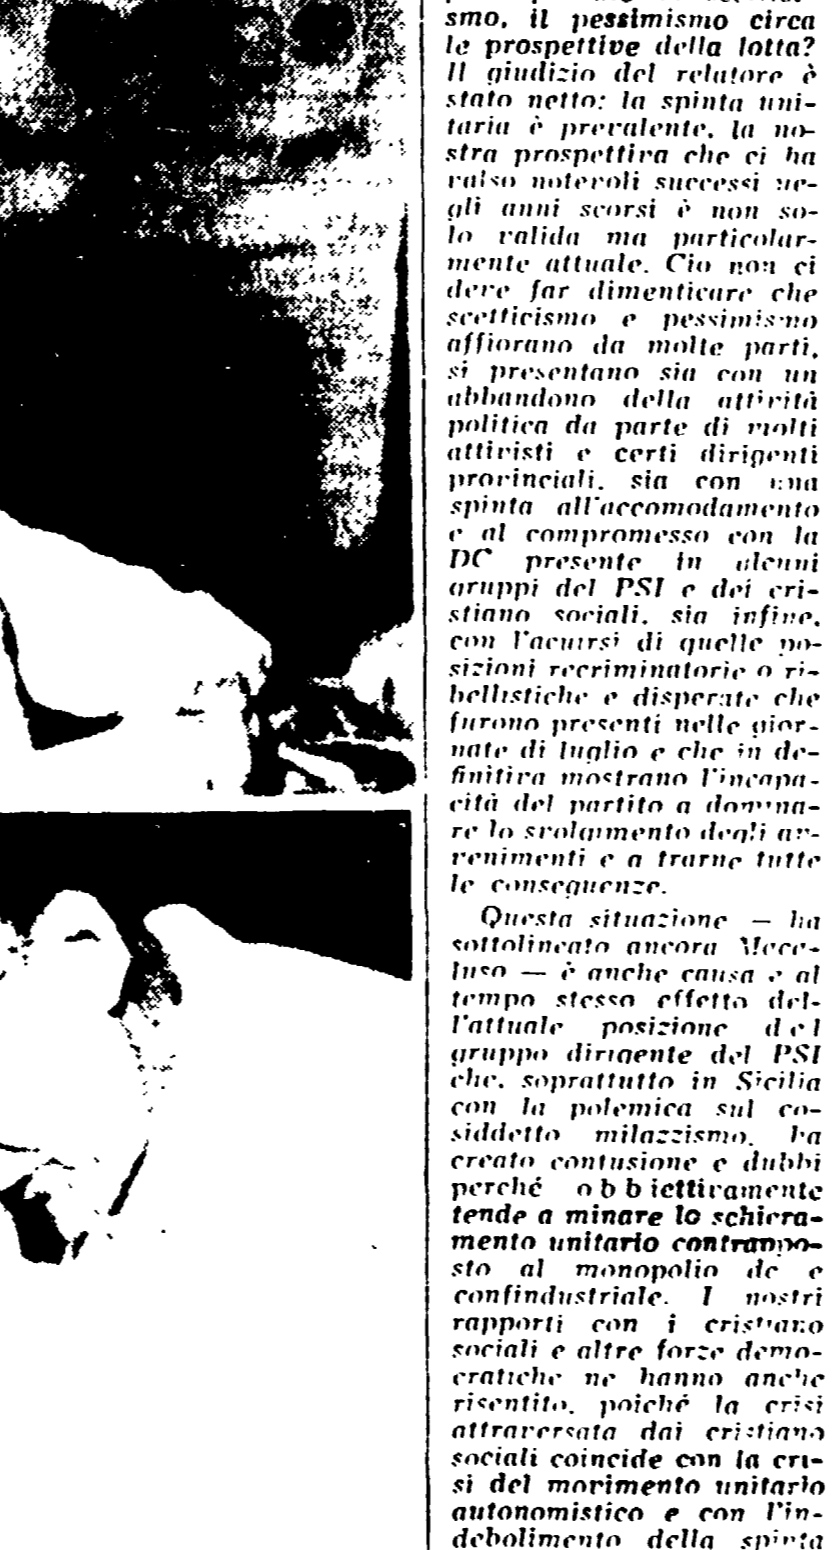 smo, il pessimismo circa
le prospettive della lotta?
Il giudizio del relatore è
stato netto: la spinta uni-
taria è prevalente, la no-
stra prospettiva che ci ha
valso notevoli successi ne-
gli anni scorsi è non so-
lo valida ma particolar-
mente attuale. Cio non ci
deve far dimenticare che
scetticismo e pessimismo
affiorano da molte parti,
si presentano sia con un
abbandono della attività
politica da parte di molti
attivisti e certi dirigenti
provinciali, sia con una
spinta all'accomodamento
e al compromesso con la
DC presente in alcuni
gruppi del PSI e dei cri-
stiano sociali, sia infine,
con l'acuirsi di quelle po-
sizioni recriminatorie o ri-
bellistiche e disperate che
furono presenti nelle gior-
nate di luglio e che in de-
finitiva mostrano l'incapa-
cità del partito a domina-
re lo svolgimento degli av-
venimenti e a trarne tutte
le conseguenze.
Questa situazione — ha
sottolineato ancora Maca-
luso — è anche causa e al
tempo stesso effetto del-
l'attuale posizione del
gruppo dirigente del PSI
che, soprattutto in Sicilia
con la polemica sul co-
siddetto milazzismo, ha
creato confusione e dubbi
perché obbiettivamente
tende a minare lo schiera-
mento unitario contrappo-
sto al monopolio dc e
confindustriale. I nostri
rapporti con i cristiano
sociali e altre forze demo-
cratiche ne hanno anche
risentito, poiché la crisi
attraversata dai cristiano
sociali coincide con la cri-
si del movimento unitario
autonomistico e con l'in-
debolimento della spinta